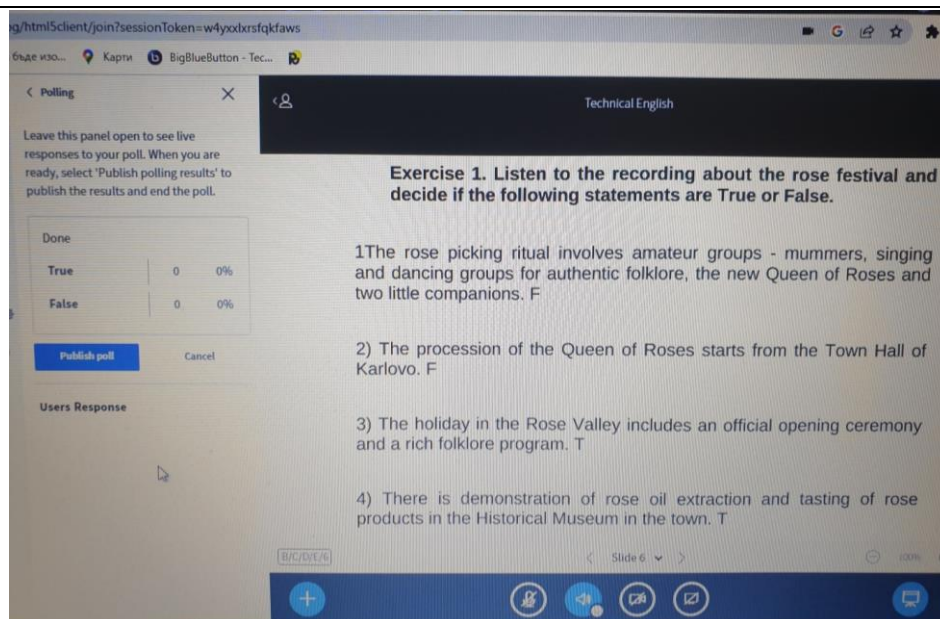 g/html5client/join?sessionToken=w4yxxlxrsfqkfaws
бъде изо... Карти BigBlueButton - Tec...
Polling
Leave this panel open to see live
responses to your poll. When you are
ready, select 'Publish polling results' to
publish the results and end the poll.
Done
True 0 0%
False 0 0%
Publish poll Cancel
Users Response
Technical English
Exercise 1. Listen to the recording about the rose festival and
decide if the following statements are True or False.
1The rose picking ritual involves amateur groups - mummers, singing
and dancing groups for authentic folklore, the new Queen of Roses and
two little companions. F
2) The procession of the Queen of Roses starts from the Town Hall of
Karlovo. F
3) The holiday in the Rose Valley includes an official opening ceremony
and a rich folklore program. T
4) There is demonstration of rose oil extraction and tasting of rose
products in the Historical Museum in the town. T
Slide 6
100%